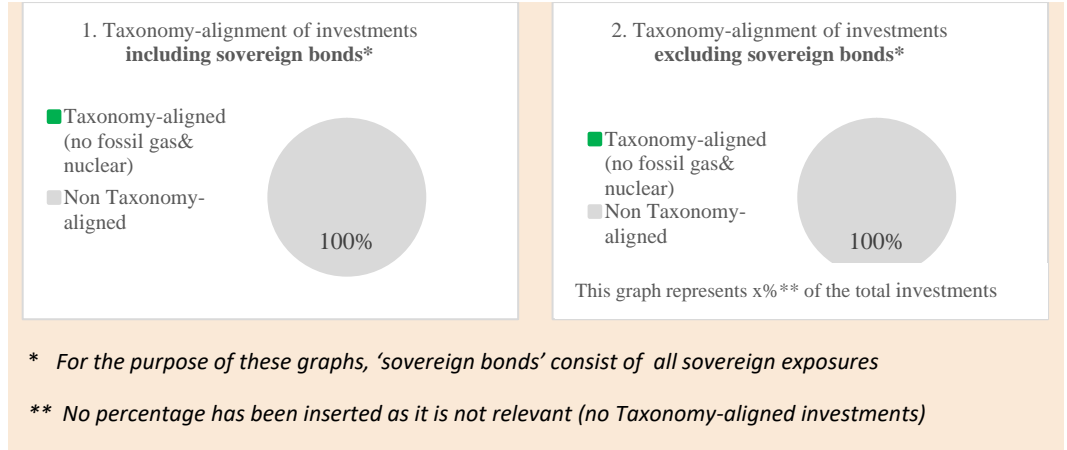 1. Taxonomy-alignment of investments
including sovereign bonds*
Taxonomy-aligned
(no fossil gas&
nuclear)
Non Taxonomy-
aligned
100%
2. Taxonomy-alignment of investments
excluding sovereign bonds*
Taxonomy-aligned
(no fossil gas&
nuclear)
Non Taxonomy-
aligned
100%
This graph represents x%** of the total investments
* For the purpose of these graphs, ‘sovereign bonds’ consist of all sovereign exposures
** No percentage has been inserted as it is not relevant (no Taxonomy-aligned investments)